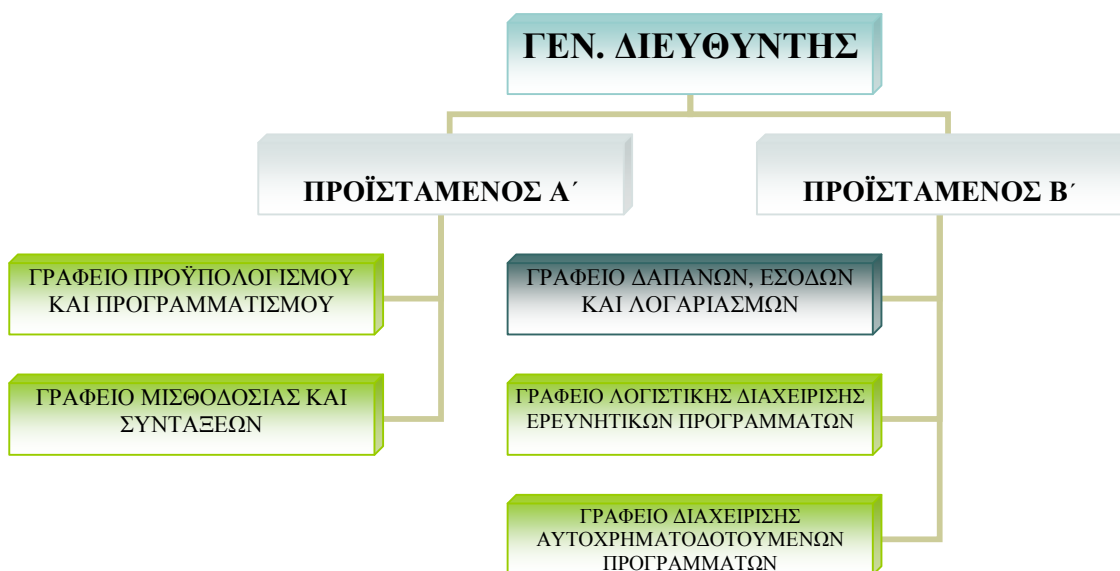 ΓΕΝ. ΔΙΕΥΘΥΝΤΗΣ
ΠΡΟΪΣΤΑΜΕΝΟΣ Α΄
ΠΡΟΪΣΤΑΜΕΝΟΣ Β΄
ΓΡΑΦΕΙΟ ΠΡΟΫΠΟΛΟΓΙΣΜΟΥ
ΚΑΙ ΠΡΟΓΡΑΜΜΑΤΙΣΜΟΥ
ΓΡΑΦΕΙΟ ΜΙΣΘΟΔΟΣΙΑΣ ΚΑΙ
ΣΥΝΤΑΞΕΩΝ
ΓΡΑΦΕΙΟ ΔΑΠΑΝΩΝ, ΕΣΟΔΩΝ
ΚΑΙ ΛΟΓΑΡΙΑΣΜΩΝ
ΓΡΑΦΕΙΟ ΛΟΓΙΣΤΙΚΗΣ ΔΙΑΧΕΙΡΙΣΗΣ
ΕΡΕΥΝΗΤΙΚΩΝ ΠΡΟΓΡΑΜΜΑΤΩΝ
ΓΡΑΦΕΙΟ ΔΙΑΧΕΙΡΙΣΗΣ
ΑΥΤΟΧΡΗΜΑΤΟΔΟΤΟΥΜΕΝΩΝ
ΠΡΟΓΡΑΜΜΑΤΩΝ